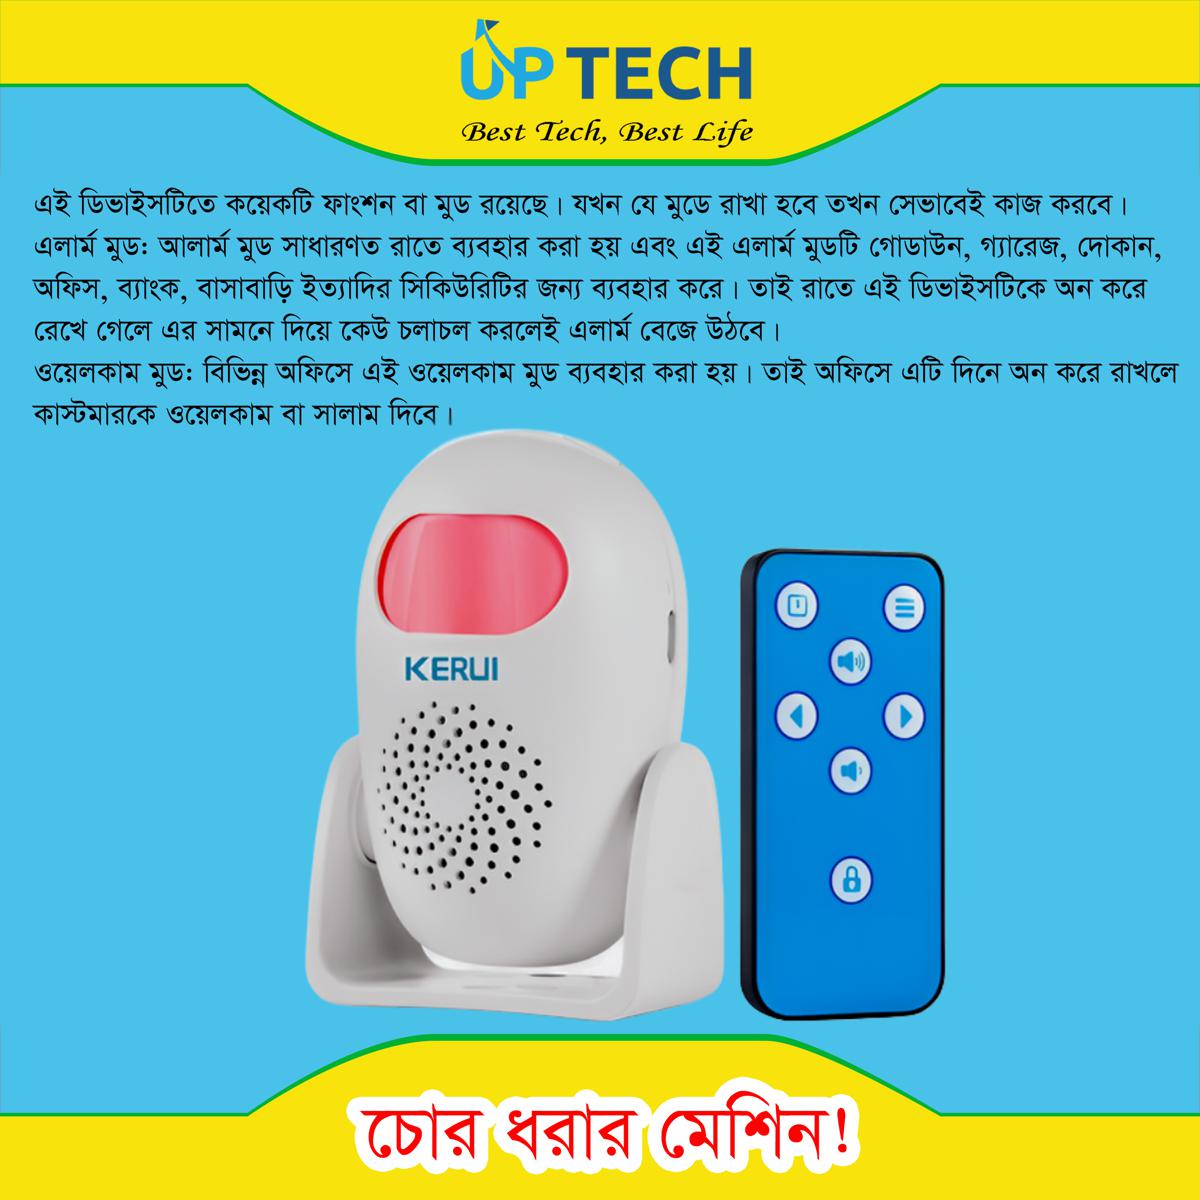 UP TECH
Best Tech, Best Life
এই ডিভাইসটিতে কয়েকটি ফাংশন বা মুড রয়েছে। যখন যে মুডে রাখা হবে তখন সেভাবেই কাজ করবে।
এলার্ম মুড: আলার্ম মুড সাধারণত রাতে ব্যবহার করা হয় এবং এই এলার্ম মুডটি গোডাউন, গ্যারেজ, দোকান,
অফিস, ব্যাংক, বাসাবাড়ি ইত্যাদির সিকিউরিটির জন্য ব্যবহার করে। তাই রাতে এই ডিভাইসটিকে অন করে
রেখে গেলে এর সামনে দিয়ে কেউ চলাচল করলেই এলার্ম বেজে উঠবে।
ওয়েলকাম মুড: বিভিন্ন অফিসে এই ওয়েলকাম মুড ব্যবহার করা হয়। তাই অফিসে এটি দিনে অন করে রাখলে
কাস্টমারকে ওয়েলকাম বা সালাম দিবে।
KERUI
চোর ধরার মেশিন!